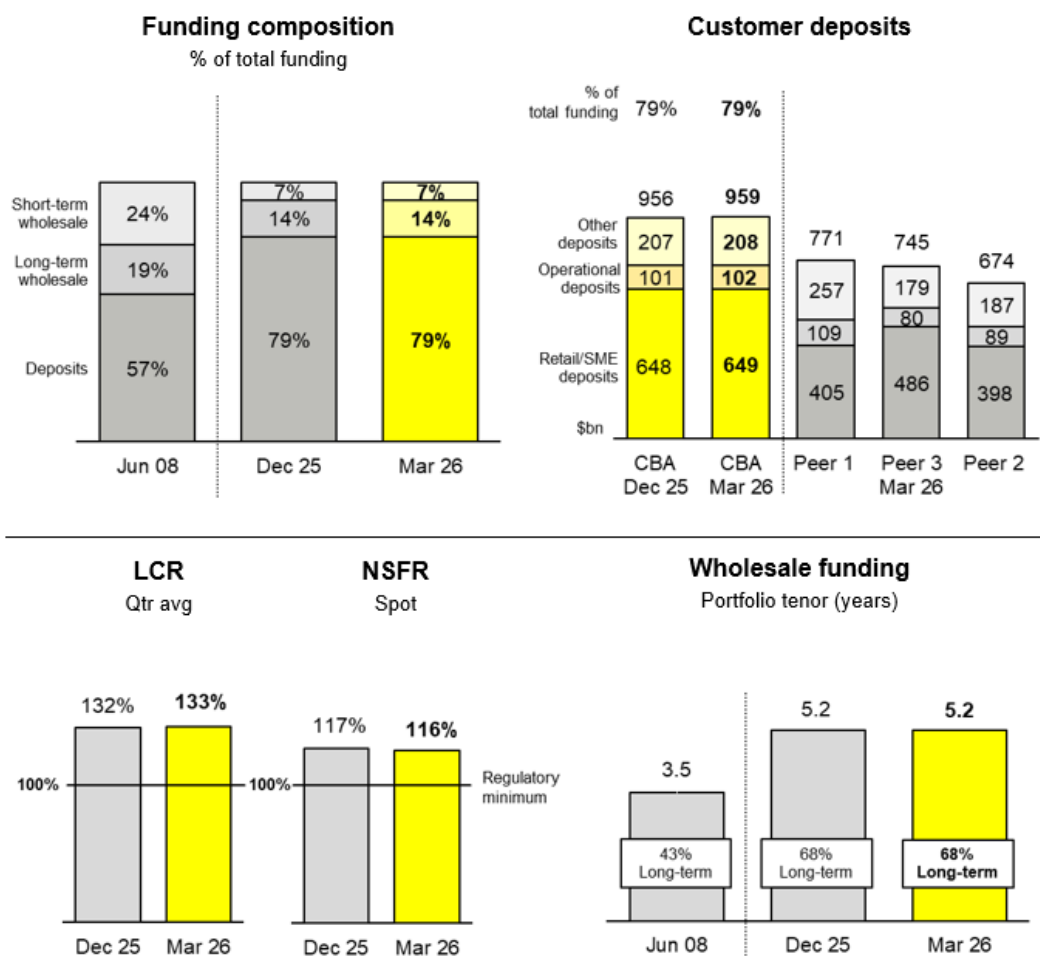 Funding composition
% of total funding
Short-term
wholesale
Long-term
wholesale
Deposits
24%
19%
57%
7%
14%
79%
7%
14%
79%
Jun 08
Dec 25
Mar 26
Customer deposits
% of
total funding
79%
79%
956
959
771
745
674
Other
deposits
Operational
deposits
Retail/SME
deposits
$bn
207
101
648
208
102
649
257
109
405
179
80
486
187
89
398
CBA
Dec 25
CBA
Mar 26
Peer 1
Peer 3
Peer 2
Mar 26
LCR
Qtr avg
132%
133%
100%
Dec 25
Mar 26
NSFR
Spot
117%
116%
100%
Regulatory
minimum
Dec 25
Mar 26
Wholesale funding
Portfolio tenor (years)
3.5
5.2
5.2
43%
Long-term
68%
Long-term
68%
Long-term
Jun 08
Dec 25
Mar 26